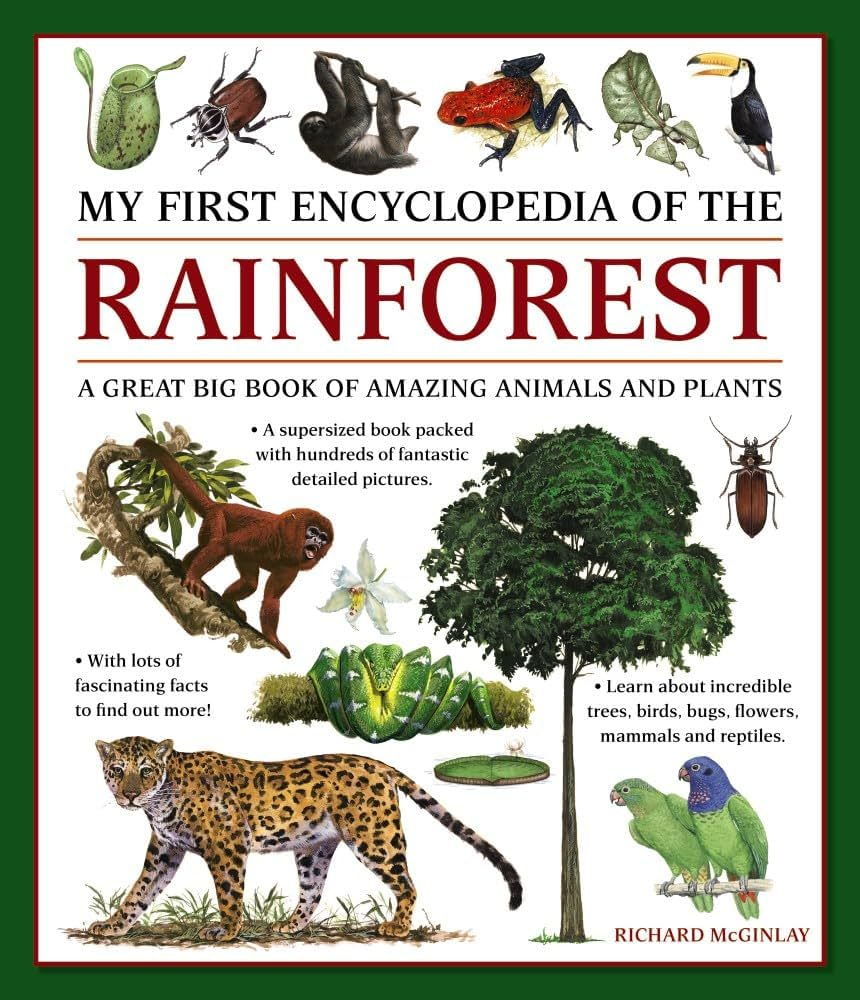 MY FIRST ENCYCLOPEDIA OF THE
RAINFOREST
A GREAT BIG BOOK OF AMAZING ANIMALS AND PLANTS
• A supersized book packed
with hundreds of fantastic
detailed pictures.
• With lots of
fascinating facts
to find out more!
• Learn about incredible
trees, birds, bugs, flowers,
mammals and reptiles.
RICHARD McGINLAY